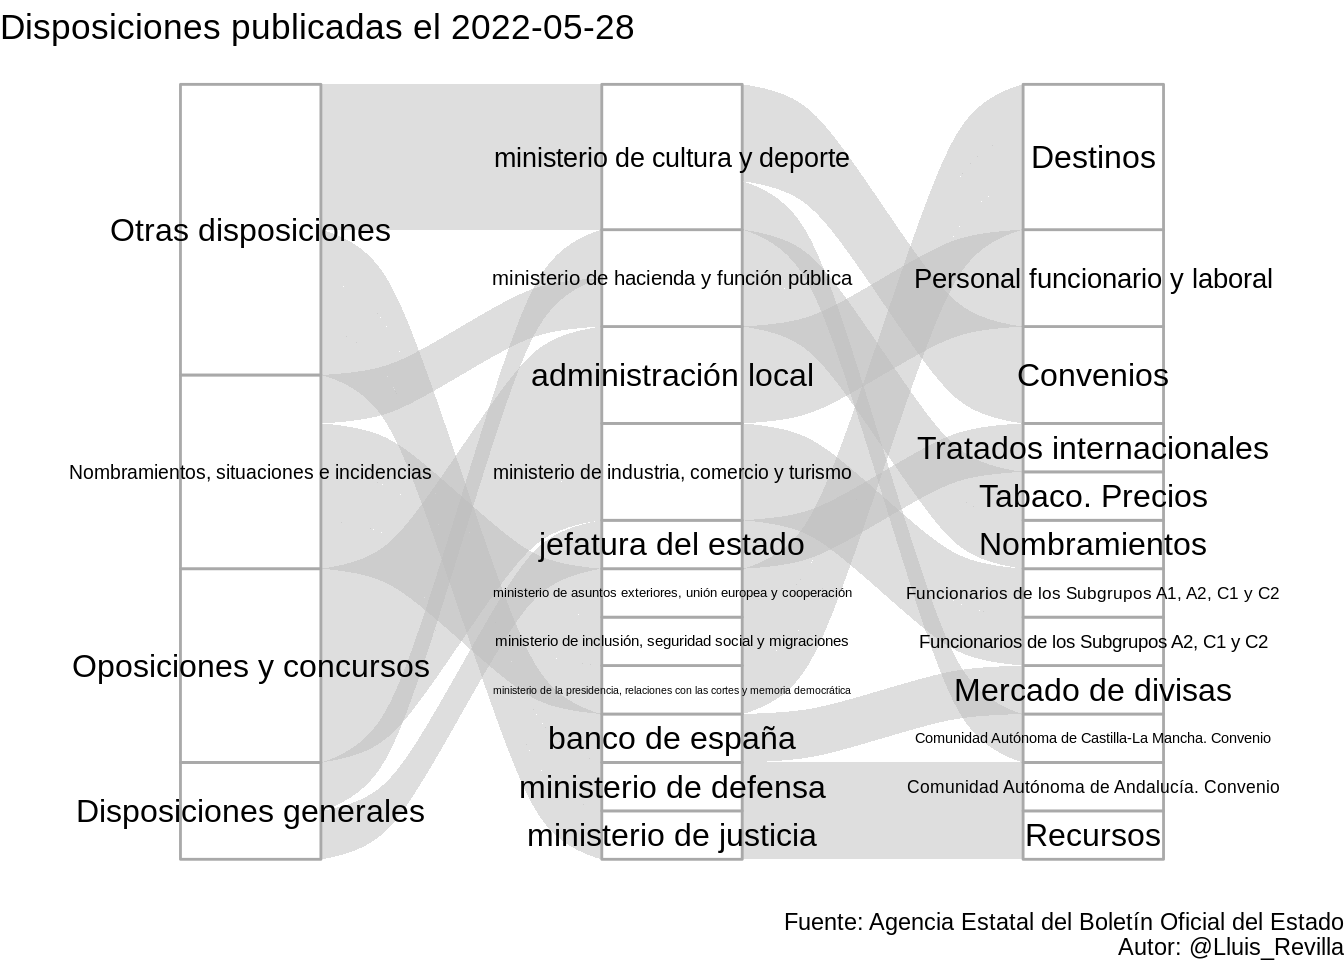 Disposiciones publicadas el 2022-05-28
Otras disposiciones
Nombramientos, situaciones e incidencias
Oposiciones y concursos
Disposiciones generales
ministerio de cultura y deporte
ministerio de hacienda y función pública
administración local
ministerio de industria, comercio y turismo
jefatura del estado
ministerio de asuntos exteriores, unión europea y cooperación
ministerio de inclusión, seguridad social y migraciones
ministerio de la presidencia, relaciones con las cortes y memoria democrática
banco de españa
ministerio de defensa
ministerio de justicia
Destinos
Personal funcionario y laboral
Convenios
Tratados internacionales
Tabaco. Precios
Nombramientos
Funcionarios de los Subgrupos A1, A2, C1 y C2
Funcionarios de los Subgrupos A2, C1 y C2
Mercado de divisas
Comunidad Autónoma de Castilla-La Mancha. Convenio
Comunidad Autónoma de Andalucía. Convenio
Recursos
Fuente: Agencia Estatal del Boletín Oficial del Estado
Autor: @Lluis_Revilla